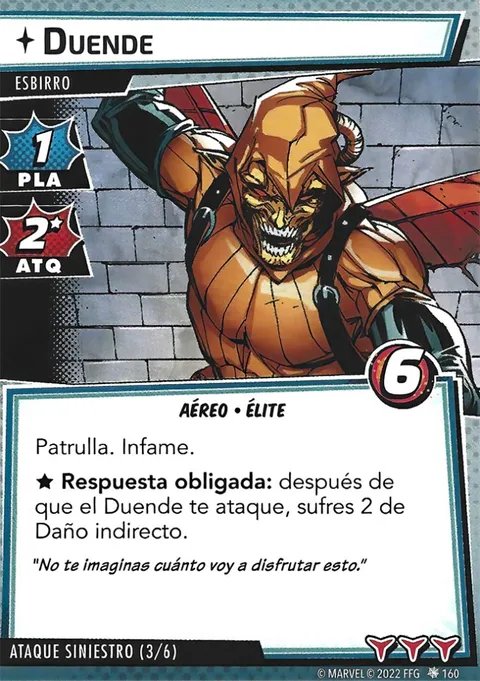 DUENDE
ESBIRRO
1
PLA
2★
ATQ
6
AÉREO • ÉLITE
Patrulla. Infame.
★ Respuesta obligada: después de
que el Duende te ataque, sufres 2 de
Daño indirecto.
"No te imaginas cuánto voy a disfrutar esto."
ATAQUE SINIESTRO (3/6)
© MARVEL © 2022 FFG 160